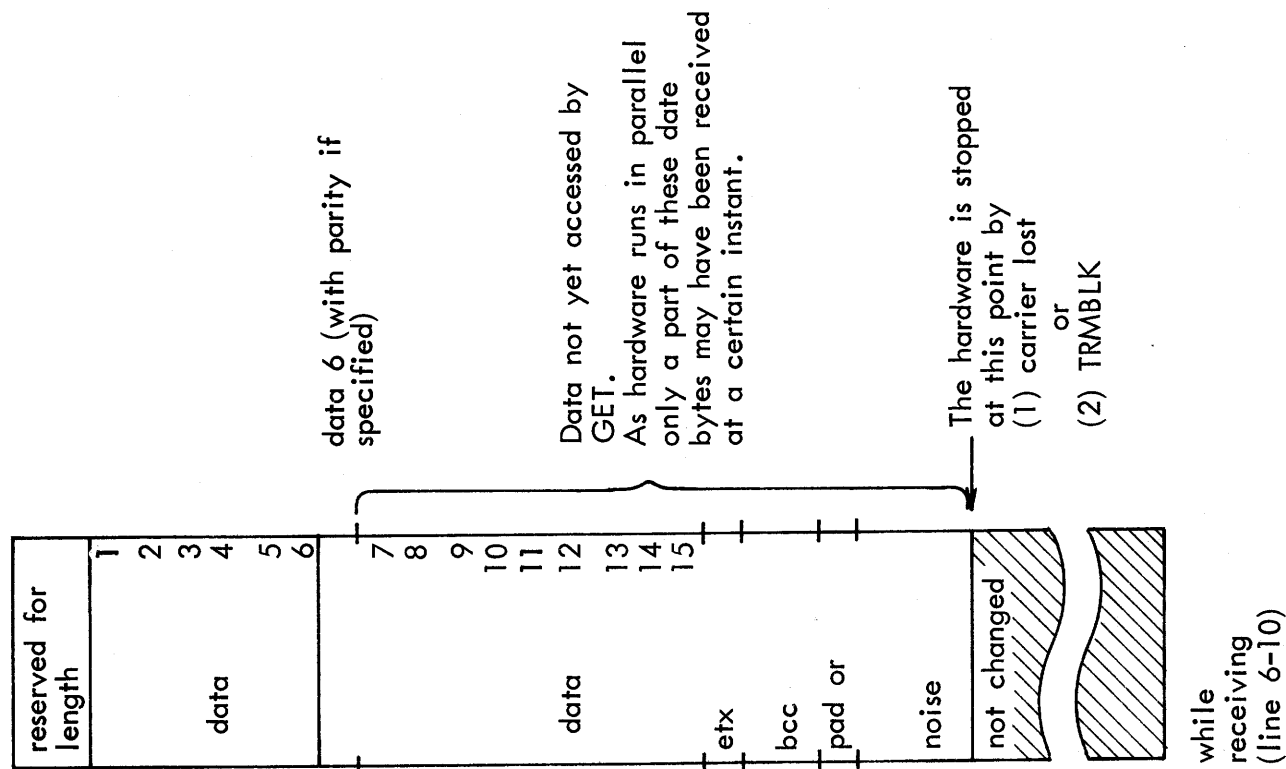 reserved for
length
1
2
3
4
5
6
data
data 6 (with parity if
specified)
7
8
9
10
11
12
13
14
15
data
Data not yet accessed by
GET.
As hardware runs in parallel
only a part of these date
bytes may have been received
at a certain instant.
etx
bcc
pad or
noise
The hardware is stopped
at this point by
(1) carrier lost
or
(2) TRMBLK
not changed
while
receiving
(line 6-10)